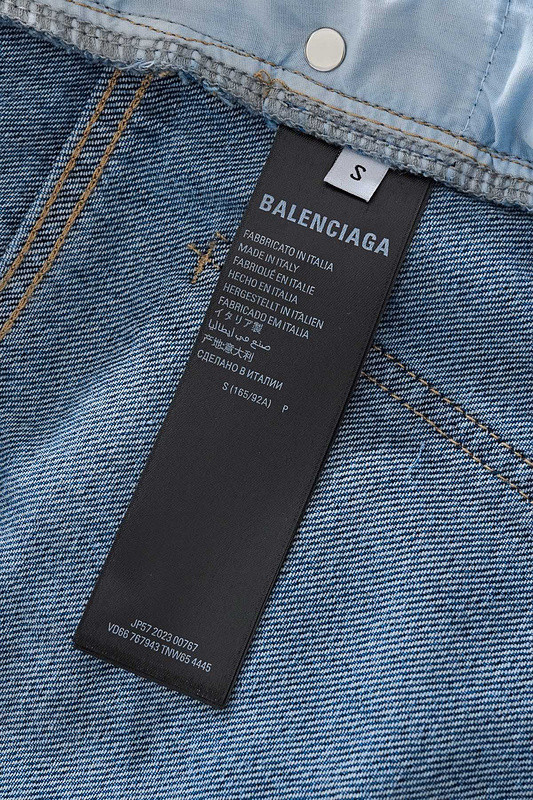 S
BALENCIAGA
FABBRICATO IN ITALIA
MADE IN ITALY
FABRIQUÉ EN ITALIE
HECHO EN ITALIA
HERGESTELLT IN ITALIEN
FABRICADO EM ITALIA
イタリア製
صنع في ايطاليا
产地:意大利
СДЕЛАНО В ИТАЛИИ
S (165/92A) P
JP57 2023 00767
VD66 767943 TNW65 4445